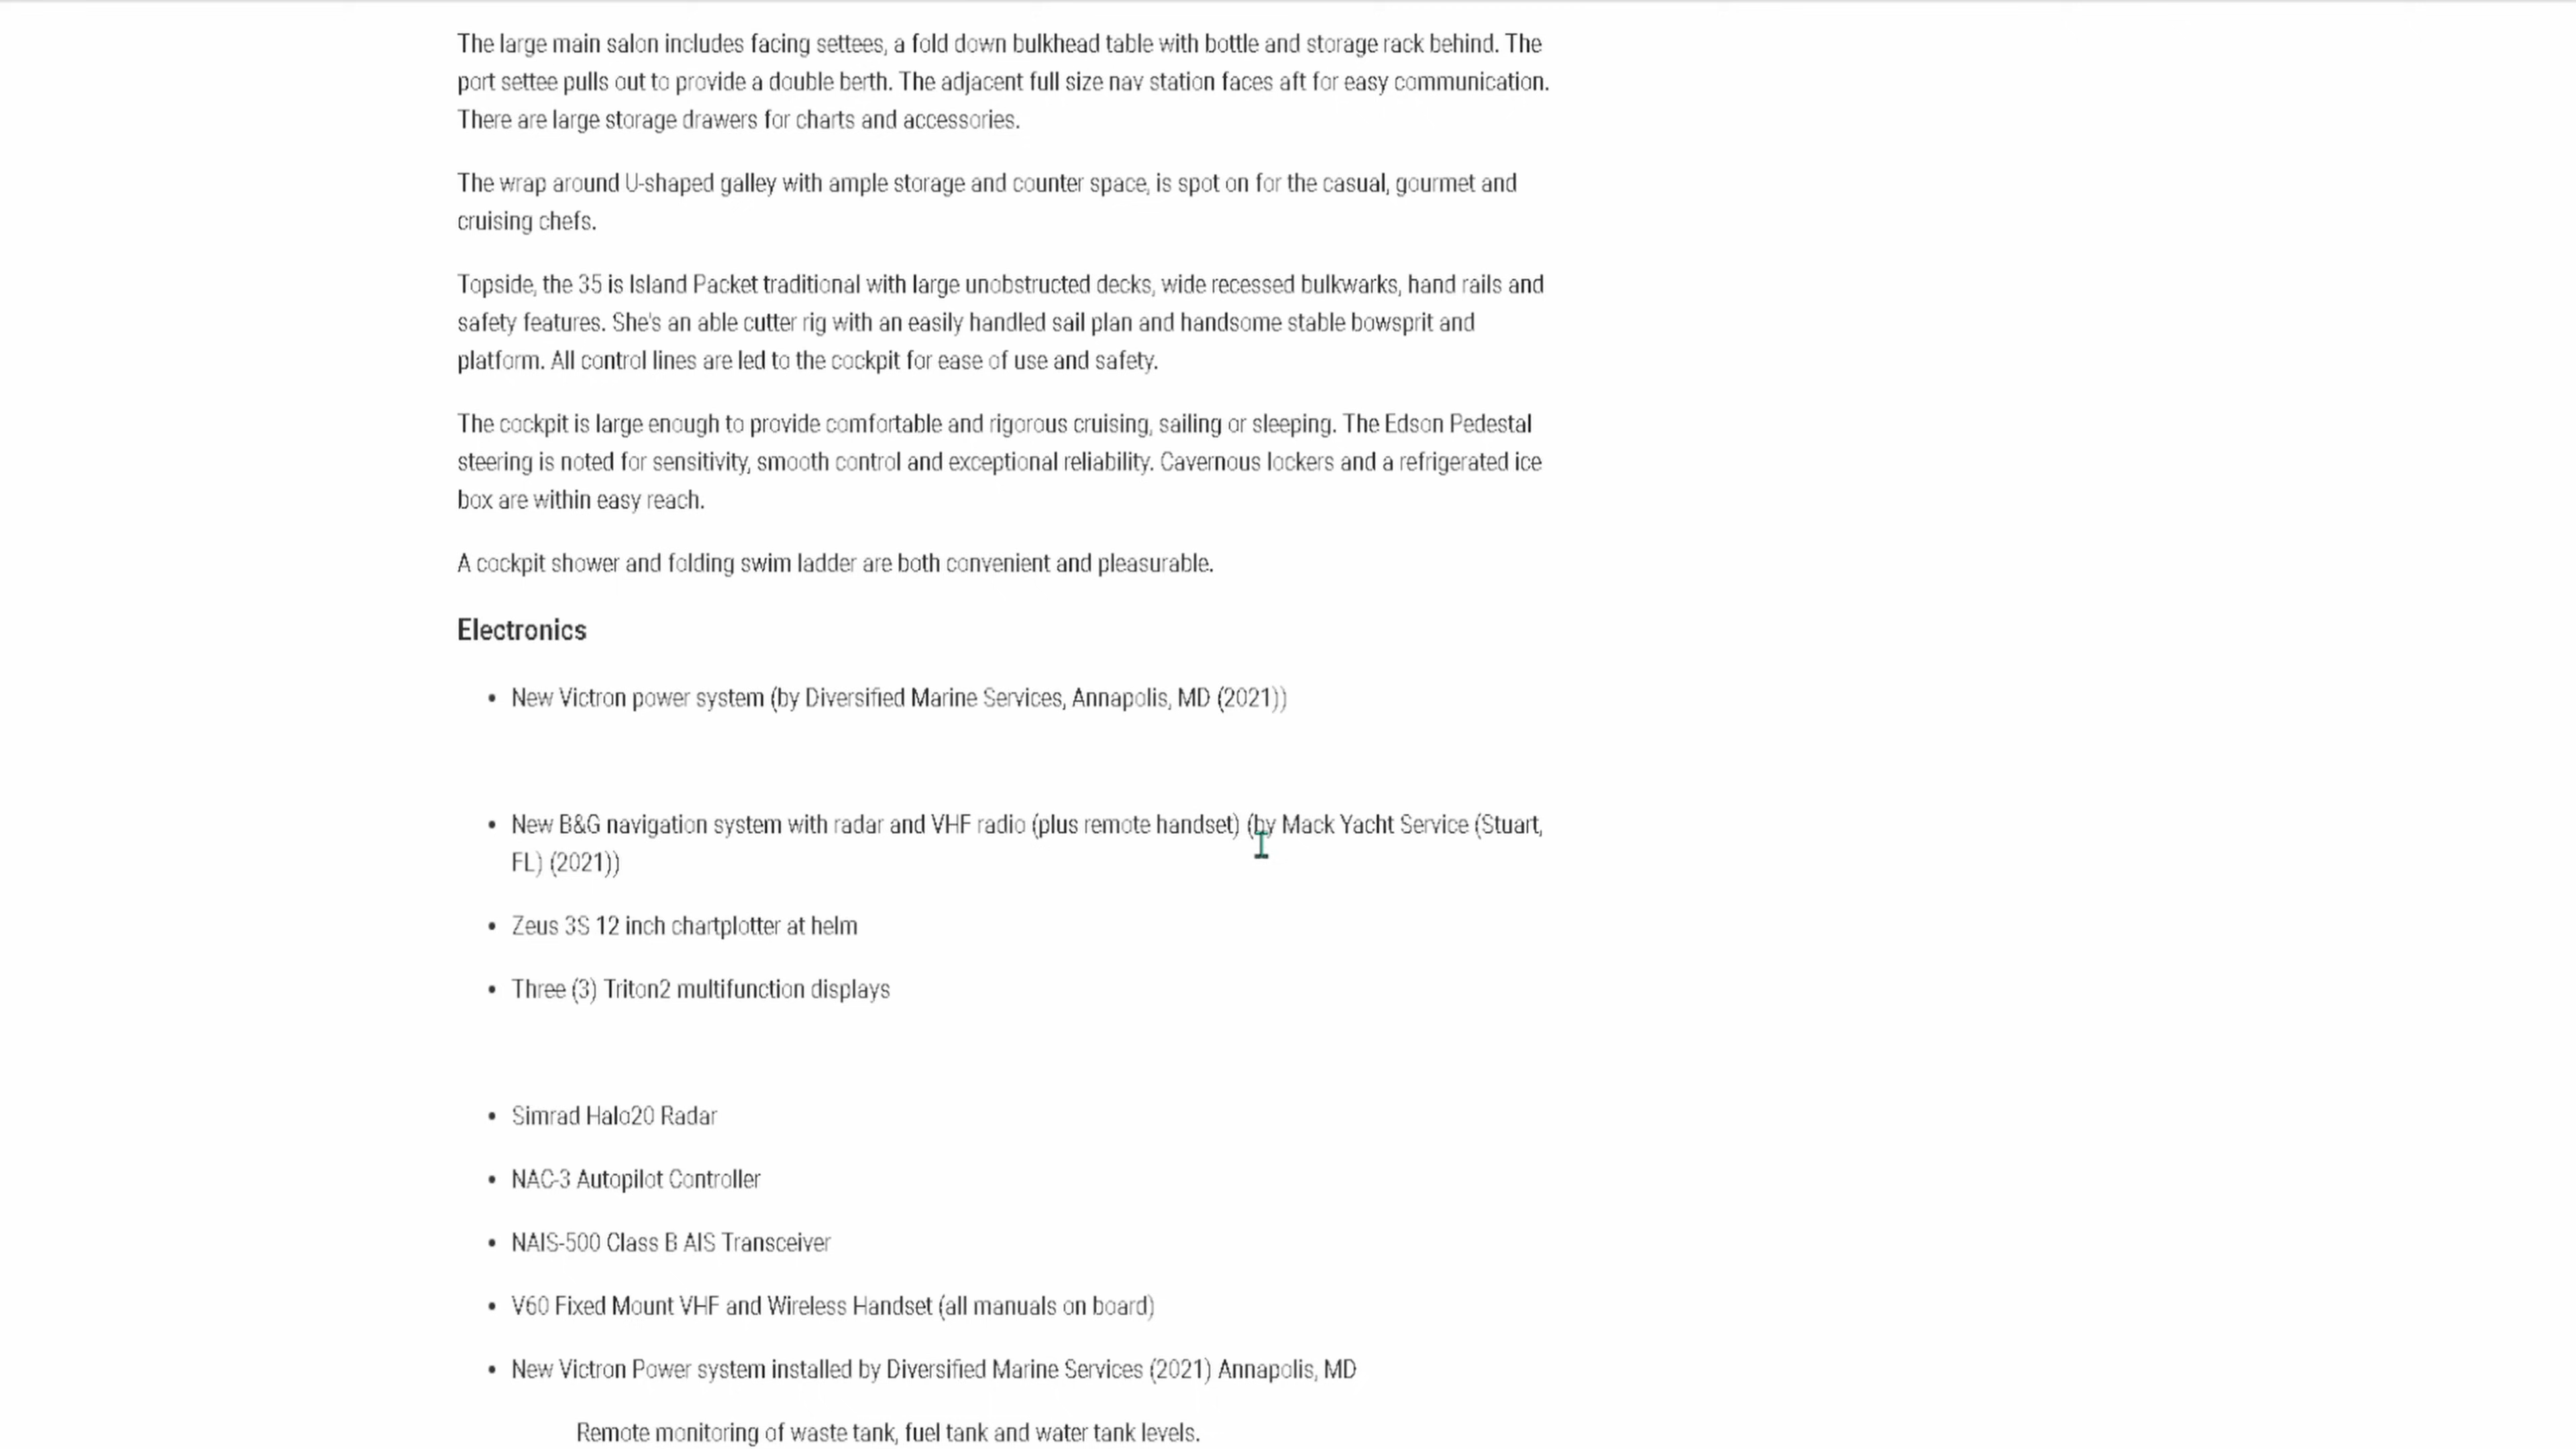 The large main salon includes facing settees, a fold down bulkhead table with bottle and storage rack behind. The
port settee pulls out to provide a double berth. The adjacent full size nav station faces aft for easy communication.
There are large storage drawers for charts and accessories.
The wrap around U-shaped galley with ample storage and counter space, is spot on for the casual, gourmet and
cruising chefs.
Topside, the 35 is Island Packet traditional with large unobstructed decks, wide recessed bulkwarks, hand rails and
safety features. She's an able cutter rig with an easily handled sail plan and handsome stable bowsprit and
platform. All control lines are led to the cockpit for ease of use and safety.
The cockpit is large enough to provide comfortable and rigorous cruising, sailing or sleeping. The Edson Pedestal
steering is noted for sensitivity, smooth control and exceptional reliability. Cavernous lockers and a refrigerated ice
box are within easy reach.
A cockpit shower and folding swim ladder are both convenient and pleasurable.
Electronics
• New Victron power system (by Diversified Marine Services, Annapolis, MD (2021))
• New B&G navigation system with radar and VHF radio (plus remote handset) (by Mack Yacht Service (Stuart,
FL) (2021))
• Zeus 3S 12 inch chartplotter at helm
• Three (3) Triton2 multifunction displays
• Simrad Halo20 Radar
• NAC-3 Autopilot Controller
• NAIS-500 Class B AIS Transceiver
• V60 Fixed Mount VHF and Wireless Handset (all manuals on board)
• New Victron Power system installed by Diversified Marine Services (2021) Annapolis, MD
Remote monitoring of waste tank, fuel tank and water tank levels.